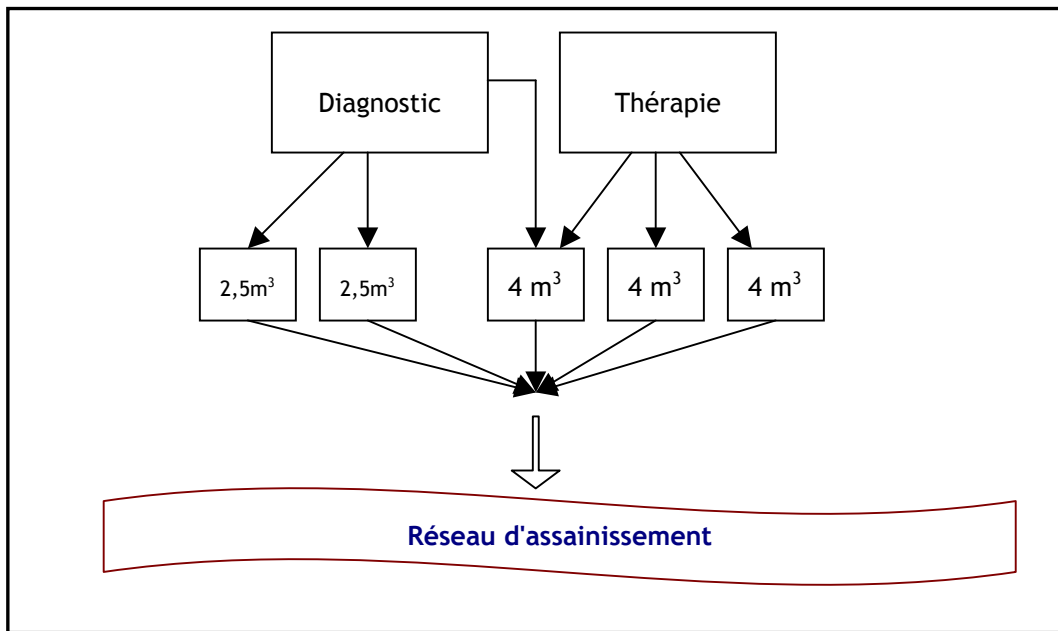 Diagnostic
Thérapie
2,5m³
2,5m³
4 m³
4 m³
4 m³
Réseau d'assainissement